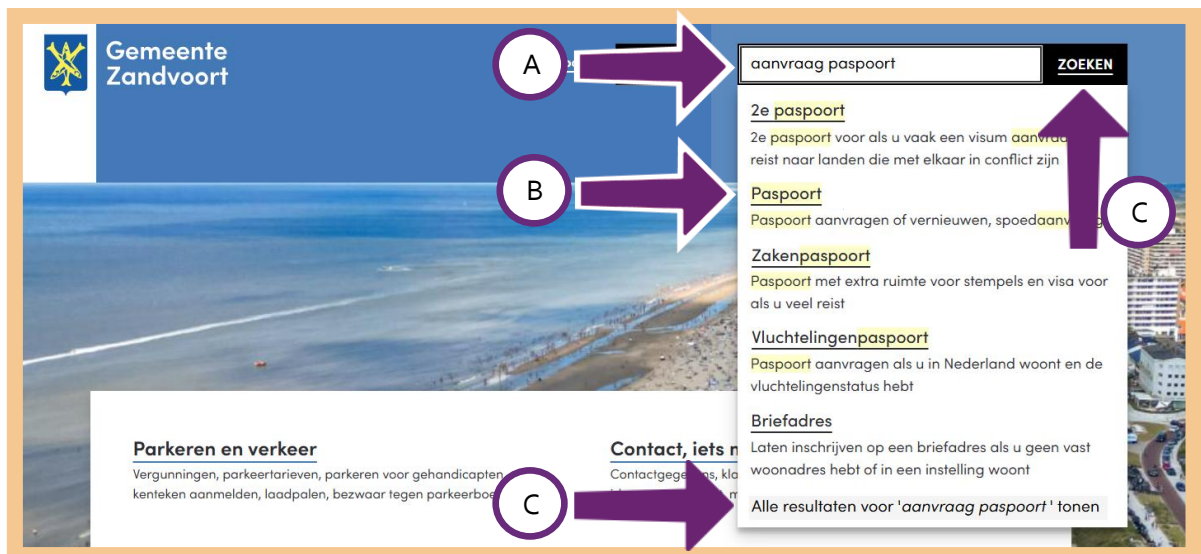 Gemeente
Zandvoort
A
aanvraag paspoort
ZOEKEN
2e paspoort
2e paspoort voor als u vaak een visum
reist naar landen die met elkaar in conflict zijn
B
Paspoort
C
Paspoort aanvragen of vernieuwen,
Zakenpaspoort
Paspoort met extra ruimte voor stempels en visa voor
als u veel reist
Vluchtelingenpaspoort
Paspoort aanvragen als u in Nederland woont en de
vluchtelingenstatus hebt
Briefadres
Laten inschrijven op een briefadres als u geen vast
woonadres hebt of in een instelling woont
Alle resultaten voor 'aanvraag paspoort ' tonen
Parkeren en verkeer
Vergunningen, parkeertarieven, parkeren voor gehandicapten
kenteken aanmelden, laadpalen, bezwaar tegen
Contact, iets
C